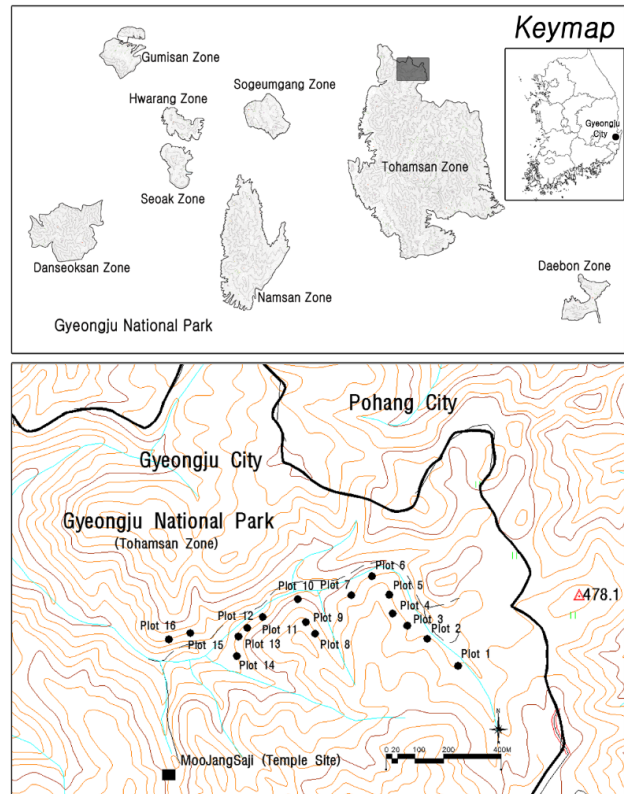 Keymap
Gumisan Zone
Sogeumgang Zone
Hwarang Zone
Gyeongju
City
Tohamsan Zone
Seoak Zone
Danseoksan Zone
Namsan Zone
Daebon Zone
Gyeongju National Park
Pohang City
Gyeongju City
Gyeongju National Park
(Tohamsan Zone)
Plot 6
Plot 10
Plot 7
Plot 5
478.1
Plot 4
Plot 12
Plot 9
Plot 3
Plot 16
Plot 11
Plot 2
Plot 15
Plot 13
Plot 8
Plot 14
Plot 1
N
MooJangSaji (Temple Site)
0 20 100 200 400M